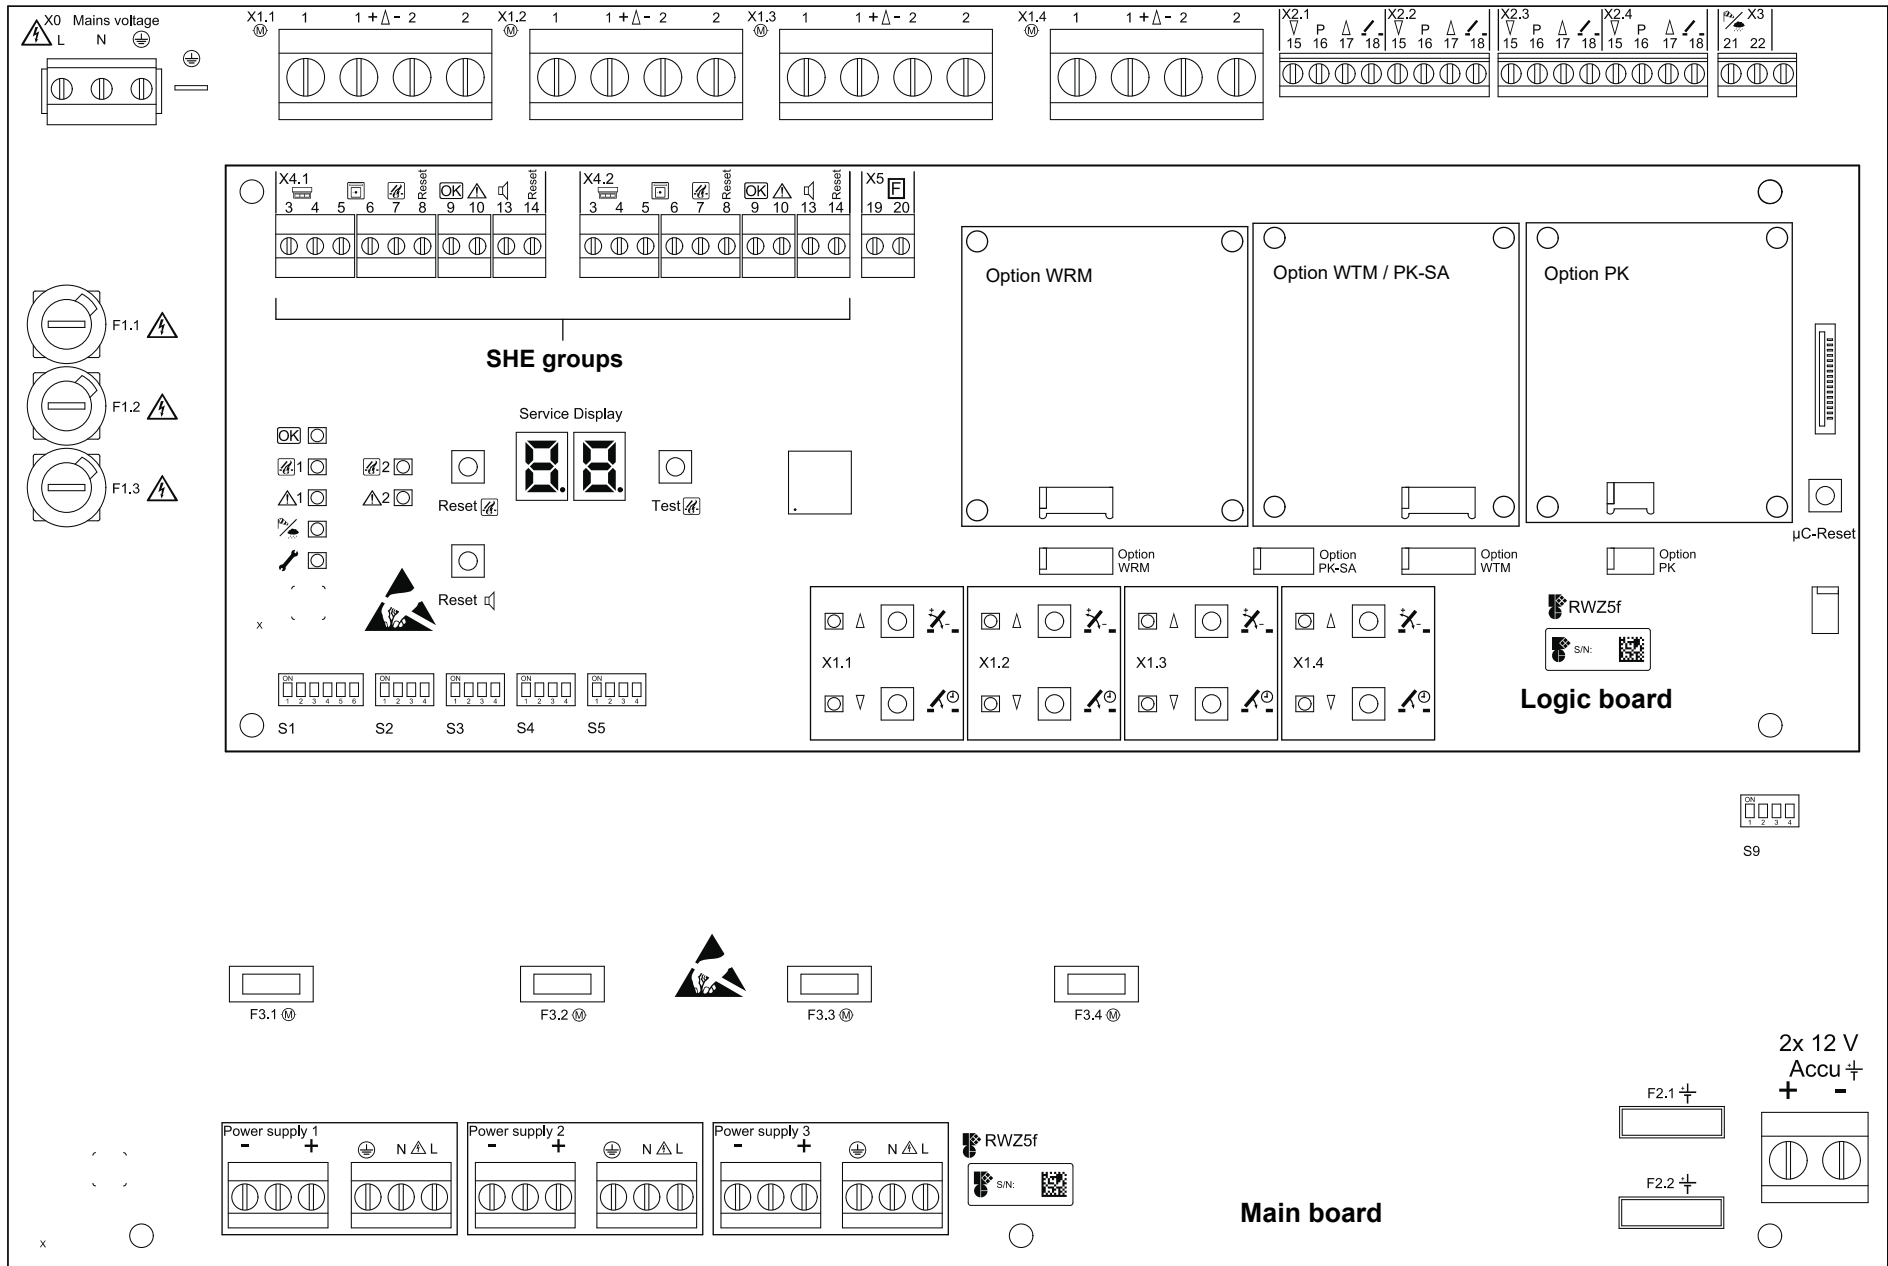 X0 Mains voltage
L N
X1.1 1 1 + - 2 2
M
X1.2 1 1 + - 2 2
M
X1.3 1 1 + - 2 2
M
X1.4 1 1 + - 2 2
M
X2.1 P X2.2 P
15 16 17 18 15 16 17 18
X2.3 P X2.4 P
15 16 17 18 15 16 17 18
X3
21 22
X4.1 Reset OK Reset
3 4 5 6 7 8 9 10 13 14
X4.2 Reset OK Reset
3 4 5 6 7 8 9 10 13 14
X5 F
19 20
Option WRM
Option WTM / PK-SA
Option PK
F1.1
F1.2
F1.3
SHE groups
Service Display
8.8.
OK
1
2
1
2
Reset
Test
Reset
µC-Reset
Option
WRM
Option
PK-SA
Option
WTM
Option
PK
x
X1.1
X1.2
X1.3
X1.4
RWZ5f
S/N:
Logic board
ON
1 2 3 4 5 6
S1
ON
1 2 3 4
S2
ON
1 2 3 4
S3
ON
1 2 3 4
S4
ON
1 2 3 4
S5
ON
1 2 3 4
S9
F3.1 M
F3.2 M
F3.3 M
F3.4 M
2x 12 V
Accu
+ -
F2.1
F2.2
Power supply 1
- + N L
Power supply 2
- + N L
Power supply 3
- + N L
RWZ5f
S/N:
Main board
x